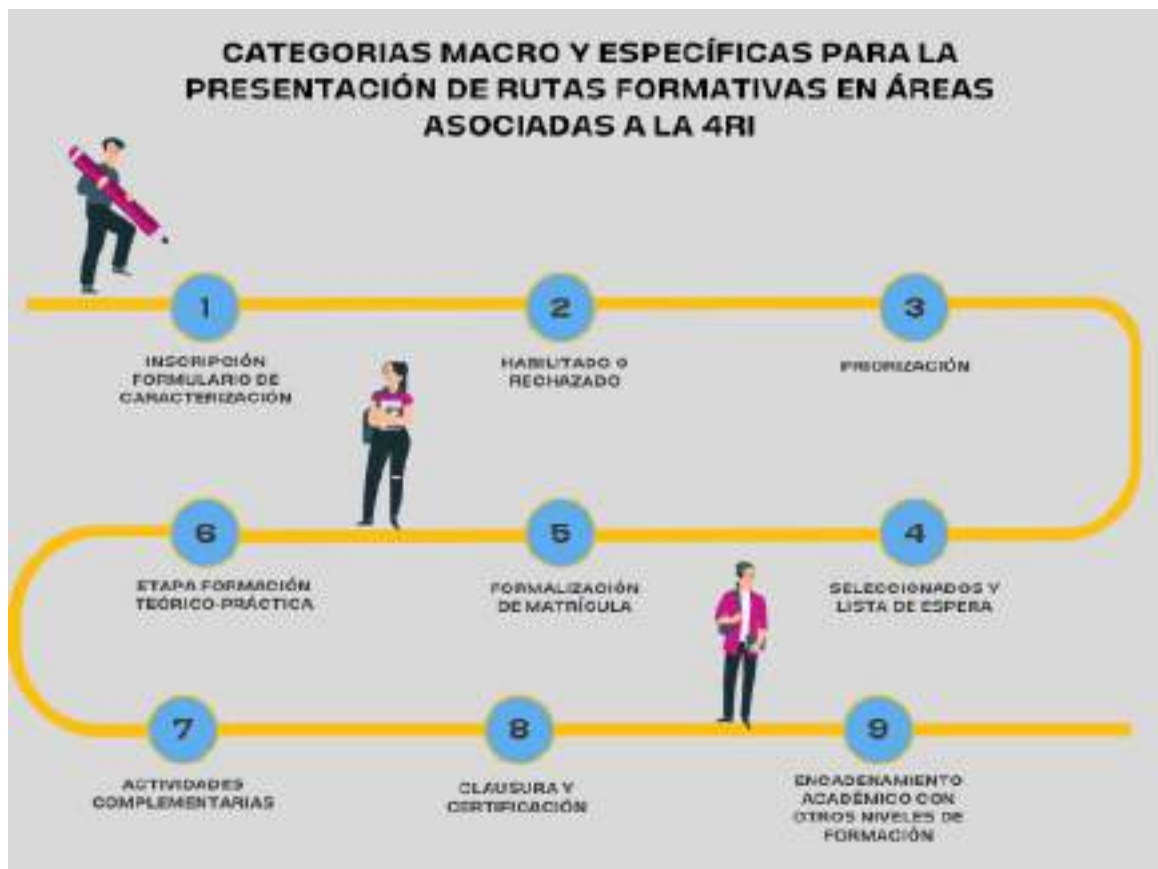 CATEGORIAS MACRO Y ESPECÍFICAS PARA LA
PRESENTACIÓN DE RUTAS FORMATIVAS EN ÁREAS
ASOCIADAS A LA 4RI
1
INSCRIPCIÓN
FORMULARIO DE
CARACTERIZACIÓN
2
HABILITADO O
RECHAZADO
3
PRIORIZACIÓN
4
SELECCIONADOS Y
LISTA DE ESPERA
5
FORMALIZACIÓN
DE MATRÍCULA
6
ETAPA FORMACIÓN
TEÓRICO-PRÁCTICA
7
ACTIVIDADES
COMPLEMENTARIAS
8
CLAUSURA Y
CERTIFICACIÓN
9
ENCADENAMIENTO
ACADÉMICO CON
OTROS NIVELES DE
FORMACIÓN